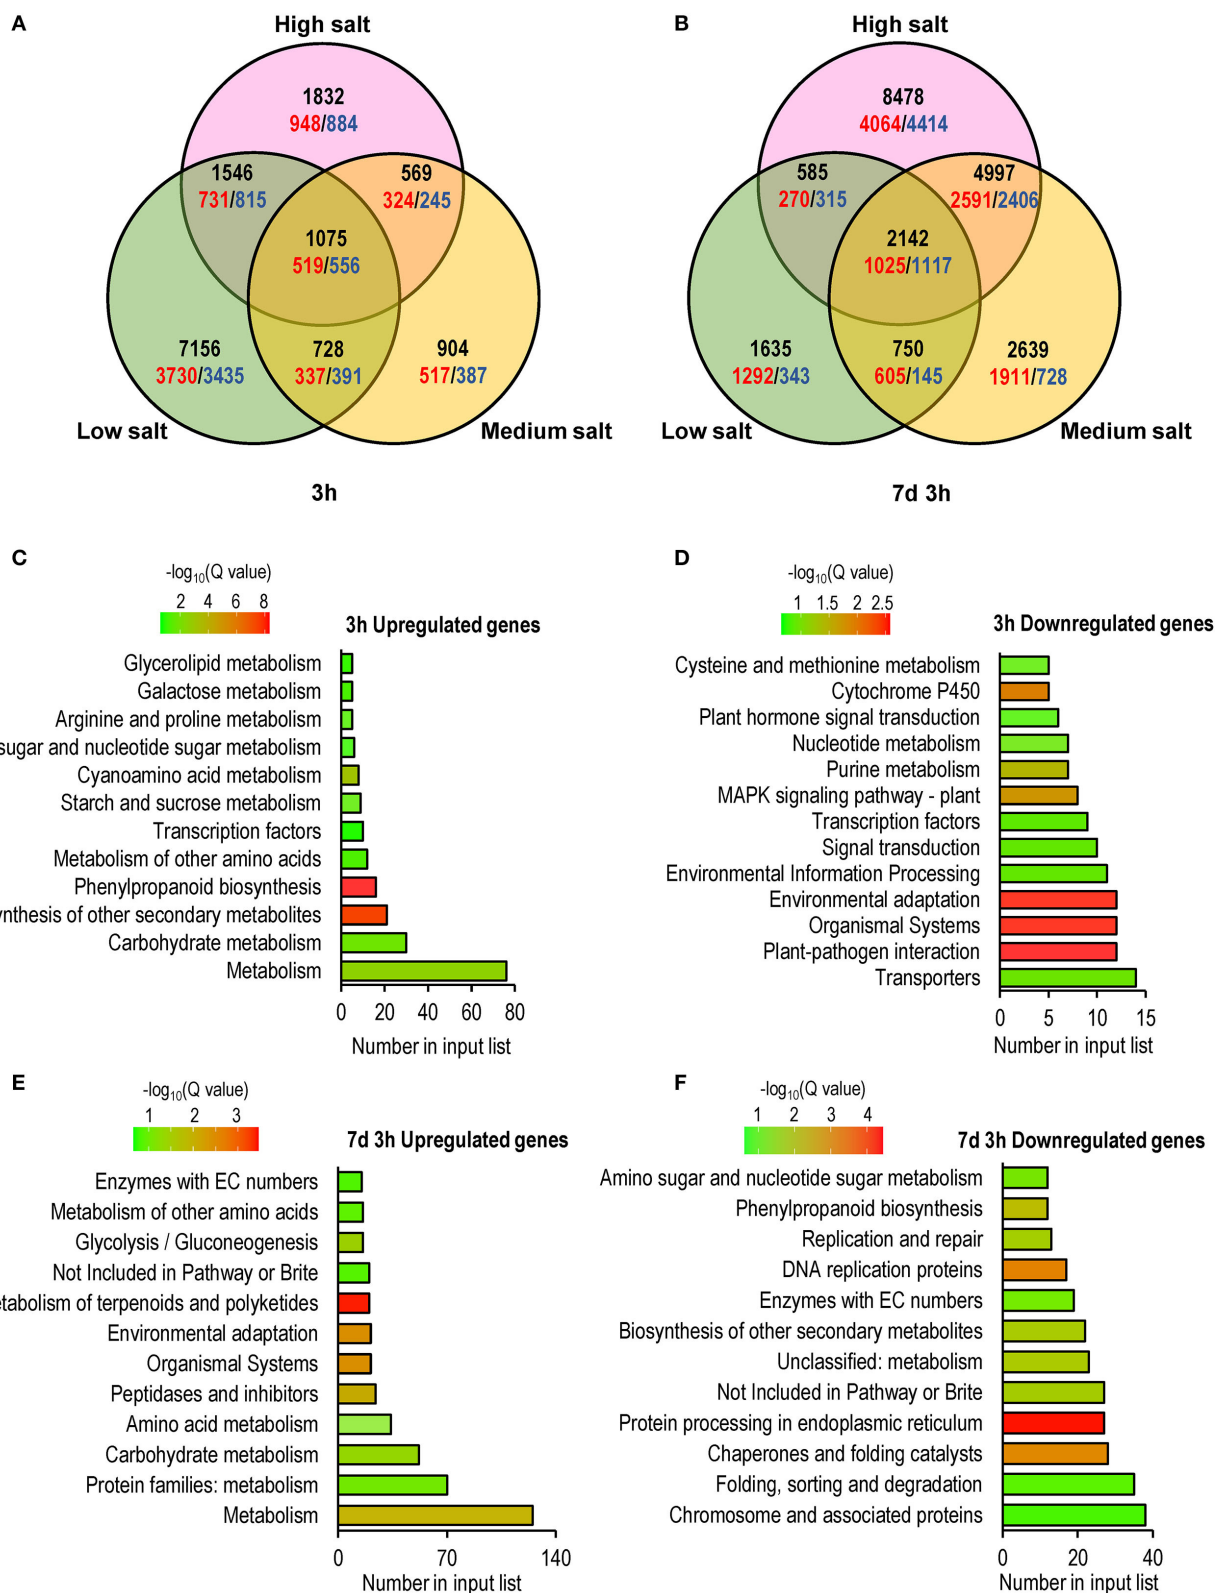 A
High salt
1832
948/884
1546
731/815
569
324/245
1075
519/556
7156
3730/3435
728
337/391
904
517/387
Low salt
Medium salt
3h
B
High salt
8478
4064/4414
585
270/315
4997
2591/2406
2142
1025/1117
1635
1292/343
750
605/145
2639
1911/728
Low salt
Medium salt
7d 3h
C
-log10(Q value)
2 4 6 8
3h Upregulated genes
Glycerolipid metabolism
Galactose metabolism
Arginine and proline metabolism
sugar and nucleotide sugar metabolism
Cyanoamino acid metabolism
Starch and sucrose metabolism
Transcription factors
Metabolism of other amino acids
Phenylpropanoid biosynthesis
nthesis of other secondary metabolites
Carbohydrate metabolism
Metabolism
0 20 40 60 80
Number in input list
D
-log10(Q value)
1 1.5 2 2.5
3h Downregulated genes
Cysteine and methionine metabolism
Cytochrome P450
Plant hormone signal transduction
Nucleotide metabolism
Purine metabolism
MAPK signaling pathway - plant
Transcription factors
Signal transduction
Environmental Information Processing
Environmental adaptation
Organismal Systems
Plant-pathogen interaction
Transporters
0 5 10 15
Number in input list
E
-log10(Q value)
1 2 3
7d 3h Upregulated genes
Enzymes with EC numbers
Metabolism of other amino acids
Glycolysis / Gluconeogenesis
Not Included in Pathway or Brite
etabolism of terpenoids and polyketides
Environmental adaptation
Organismal Systems
Peptidases and inhibitors
Amino acid metabolism
Carbohydrate metabolism
Protein families: metabolism
Metabolism
0 70 140
Number in input list
F
-log10(Q value)
1 2 3 4
7d 3h Downregulated genes
Amino sugar and nucleotide sugar metabolism
Phenylpropanoid biosynthesis
Replication and repair
DNA replication proteins
Enzymes with EC numbers
Biosynthesis of other secondary metabolites
Unclassified: metabolism
Not Included in Pathway or Brite
Protein processing in endoplasmic reticulum
Chaperones and folding catalysts
Folding, sorting and degradation
Chromosome and associated proteins
0 20 40
Number in input list